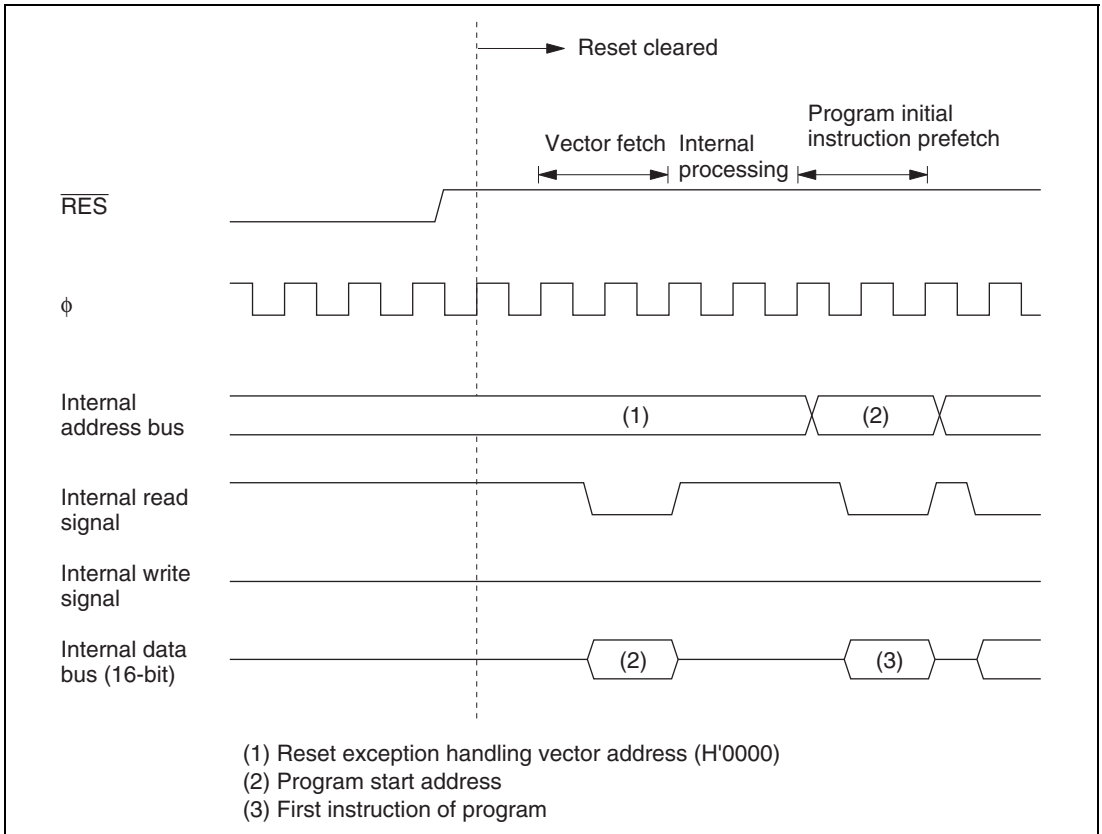 Reset cleared
Program initial
instruction prefetch
Vector fetch
Internal
processing
RES
φ
Internal
address bus
(1)
(2)
Internal read
signal
Internal write
signal
Internal data
bus (16-bit)
(2)
(3)
(1) Reset exception handling vector address (H'0000)
(2) Program start address
(3) First instruction of program